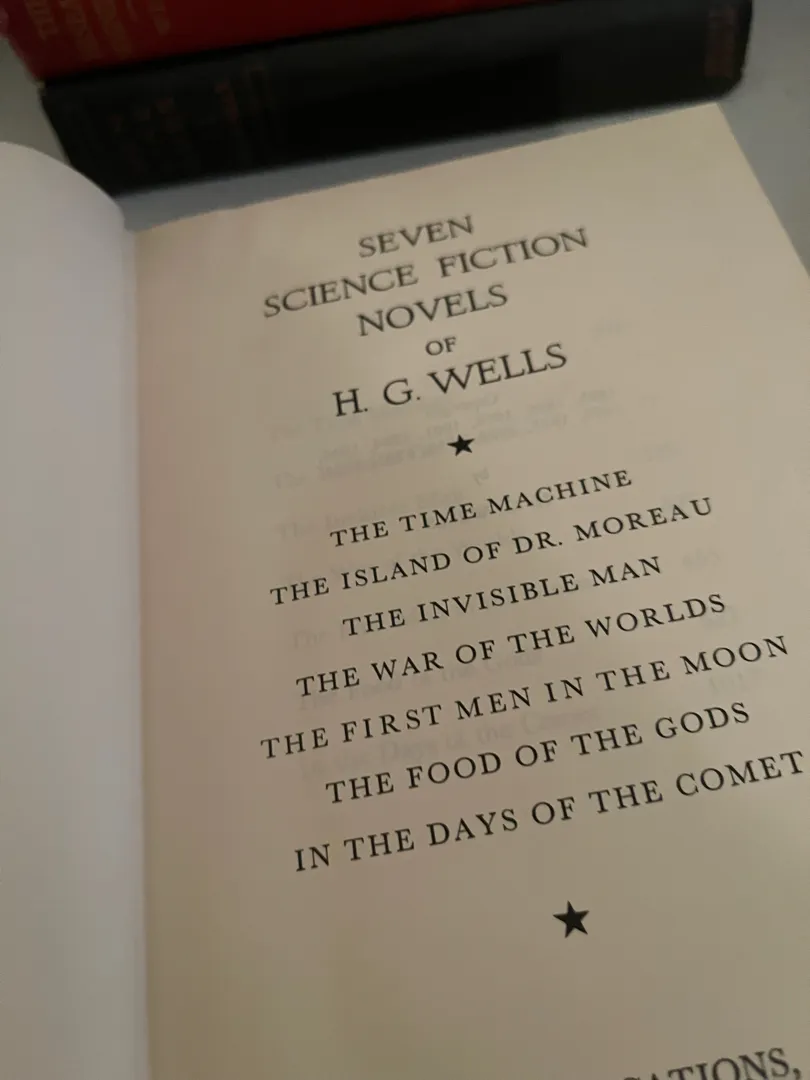 SEVEN
SCIENCE FICTION
NOVELS
OF
H. G. WELLS
★
THE TIME MACHINE
THE ISLAND OF DR. MOREAU
THE INVISIBLE MAN
THE WAR OF THE WORLDS
THE FIRST MEN IN THE MOON
THE FOOD OF THE GODS
IN THE DAYS OF THE COMET
★